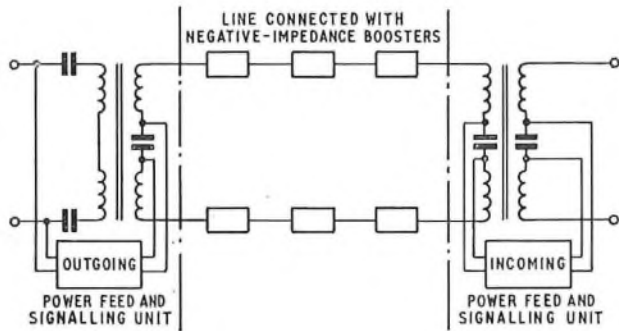 LINE CONNECTED WITH
NEGATIVE-IMPEDANCE BOOSTERS
OUTGOING
POWER FEED AND
SIGNALLING UNIT
INCOMING
POWER FEED AND
SIGNALLING UNIT